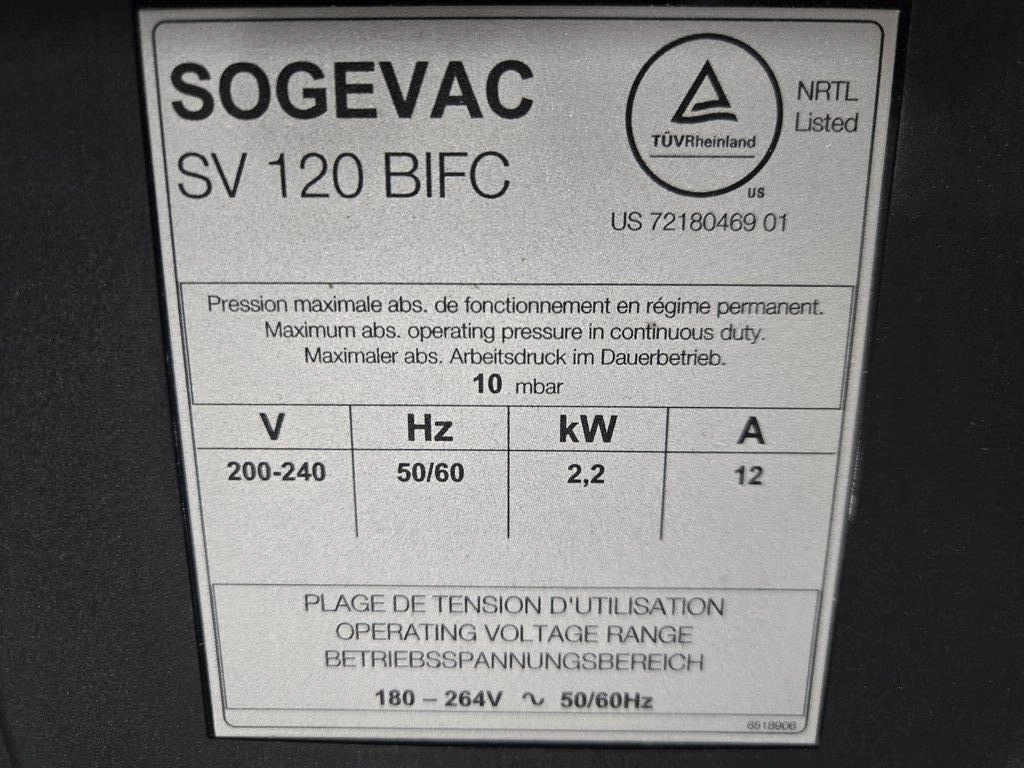 SOGEVAC
SV 120 BIFC
TÜVRheinland
US
NRTL
Listed
US 72180469 01
Pression maximale abs. de fonctionnement en régime permanent.
Maximum abs. operating pressure in continuous duty.
Maximaler abs. Arbeitsdruck im Dauerbetrieb.
10 mbar
V Hz kW A
200-240 50/60 2,2 12
PLAGE DE TENSION D'UTILISATION
OPERATING VOLTAGE RANGE
BETRIEBSSPANNUNGSBEREICH
180 – 264V ∿ 50/60Hz
6518906